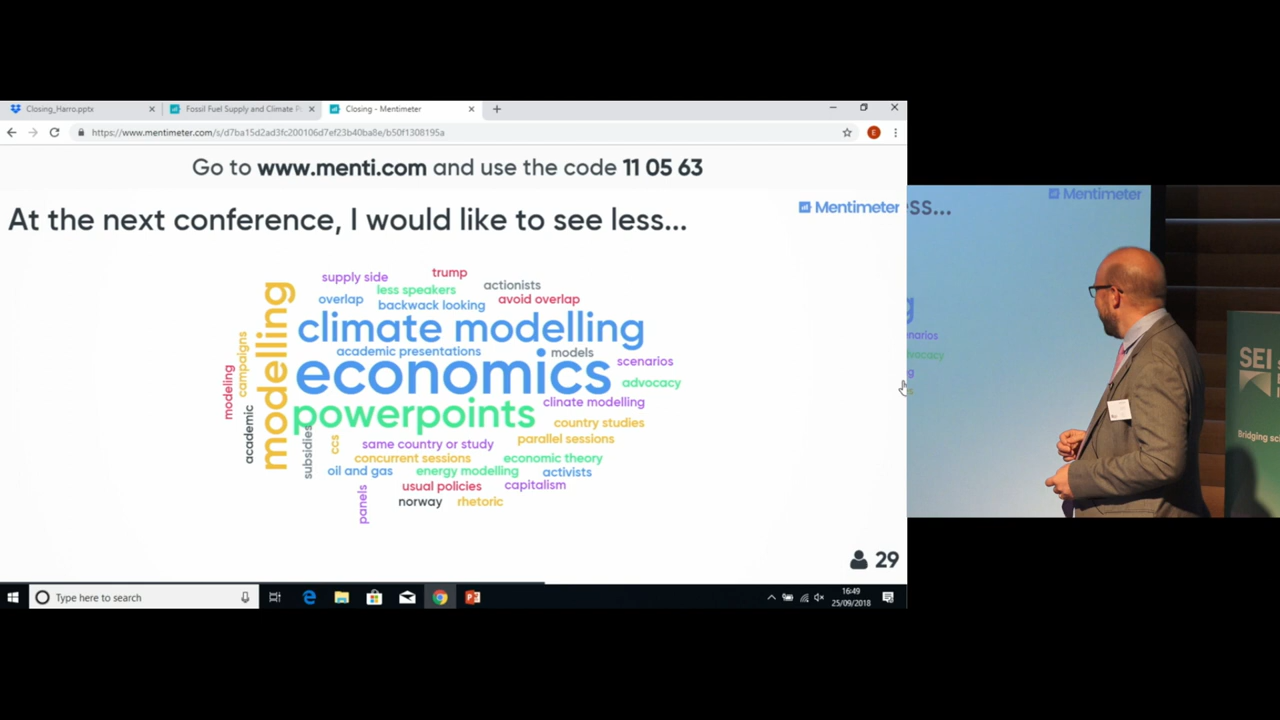 Closing_Harro.pptx
Fossil Fuel Supply and Climate P
Closing - Mentimeter
https://www.mentimeter.com/s/d7ba15d2ad3fc200106d7ef23b40ba8e/b50f1308195a
E
Go to www.menti.com and use the code 11 05 63
At the next conference, I would like to see less...
Mentimeter
supply side
trump
actionists
less speakers
overlap
backwack looking
avoid overlap
modelling
climate modelling
academic presentations
models
campaigns
modeling
economics
scenarios
advocacy
climate modelling
academic
powerpoints
country studies
subsidies
ccs
same country or study
parallel sessions
concurrent sessions
economic theory
oil and gas
energy modelling
activists
panels
usual policies
capitalism
norway
rhetoric
29
Type here to search
16:49
25/09/2018
Mentimeter
ss...
g
narios
vocacy
g
SEI
Bridging sc